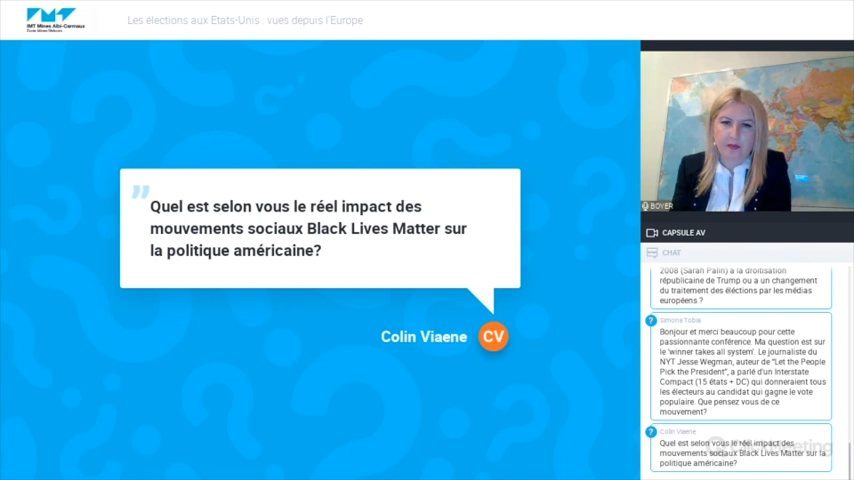 IMT Mines Albi-Carmaux
École Mines-Télécom
Les élections aux Etats-Unis : vues depuis l'Europe
Quel est selon vous le réel impact des
mouvements sociaux Black Lives Matter sur
la politique américaine?
Colin Viaene
CV
BOYER
CAPSULE AV
CHAT
2008 (Sarah Palin) à la droitisation
républicaine de Trump ou a un changement
du traitement des éléctions par les médias
européens ?
Simona Tobia
Bonjour et merci beaucoup pour cette
passionnante conférence. Ma question est sur
le 'winner takes all system'. Le journaliste du
NYT Jesse Wegman, auteur de "Let the People
Pick the President", a parlé d'un Interstate
Compact (15 états + DC) qui donneraient tous
les électeurs au candidat qui gagne le vote
populaire. Que pensez vous de ce
mouvement?
Colin Viaene
Quel est selon vous le réel impact des
mouvements sociaux Black Lives Matter sur la
politique américaine?